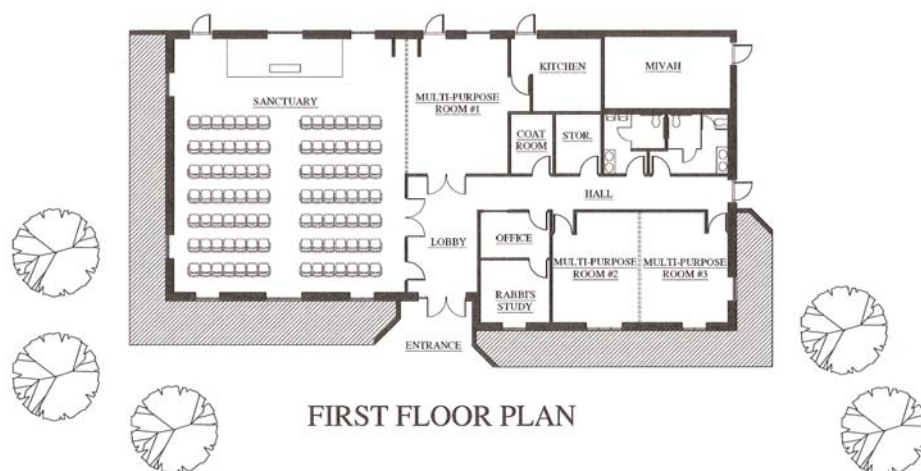 KITCHEN
MIVAH
MULTI-PURPOSE
ROOM #1
SANCTUARY
COAT
ROOM
STOR.
HALL
LOBBY
OFFICE
MULTI-PURPOSE
ROOM #2
MULTI-PURPOSE
ROOM #3
RABBI'S
STUDY
ENTRANCE
FIRST FLOOR PLAN